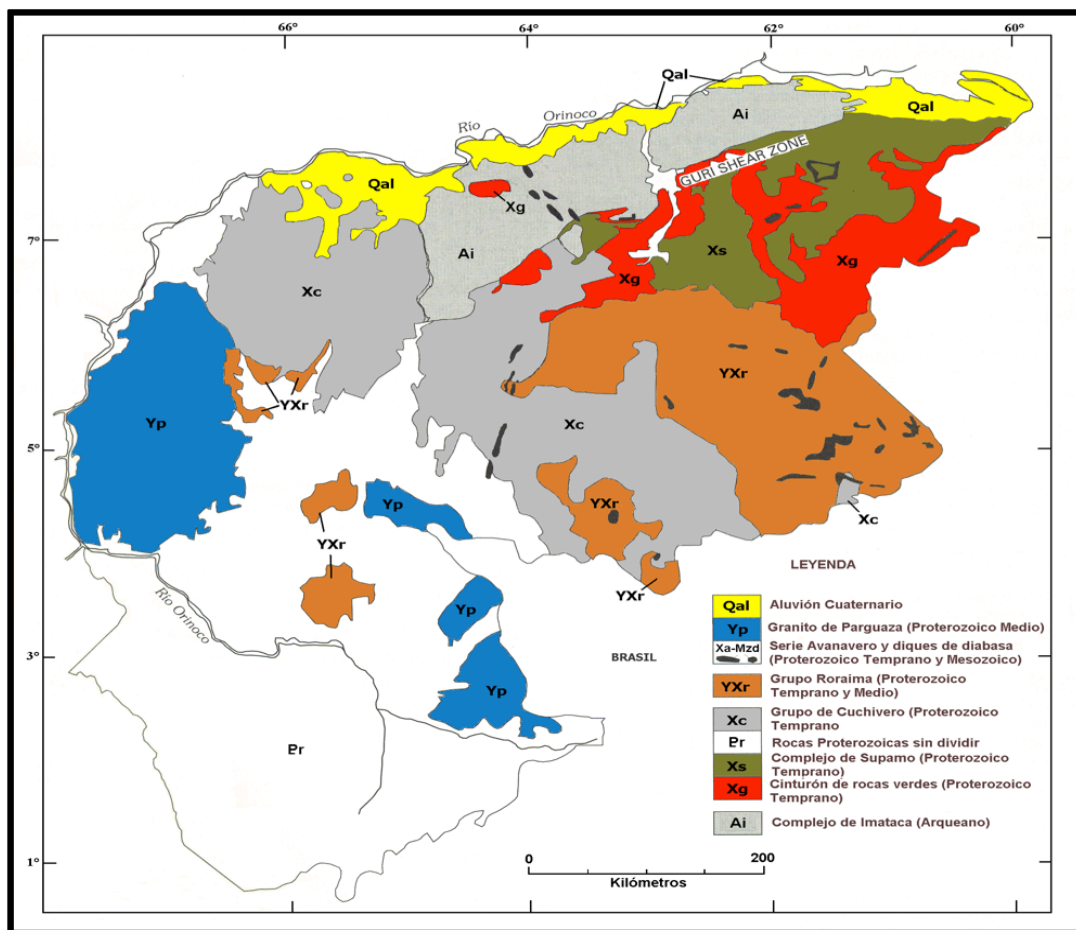 66°
64°
62°
60°
Qal
Qal
Ai
Río
Orinoco
GURI SHEAR ZONE
Qal
Xg
7°
Ai
Xs
Xg
Xg
Xc
YXr
YXr
Yp
Xc
5°
Yp
YXr
Xc
YXr
LEYENDA
YXr
Río Orinoco
Yp
BRASIL
3°
Yp
Pr
1°
Qal Aluvión Cuaternario
Yp Granito de Parguaza (Proterozoico Medio)
Xa-Mzd Serie Avanavero y diques de diabasa
(Proterozoico Temprano y Mesozoico)
YXr Grupo Roraima (Proterozoico
Temprano y Medio)
Xc Grupo de Cuchivero (Proterozoico
Temprano
Pr Rocas Proterozoicas sin dividir
Xs Complejo de Supamo (Proterozoico
Temprano)
Xg Cinturón de rocas verdes (Proterozoico
Temprano)
Ai Complejo de Imataca (Arqueano)
0 200
Kilómetros